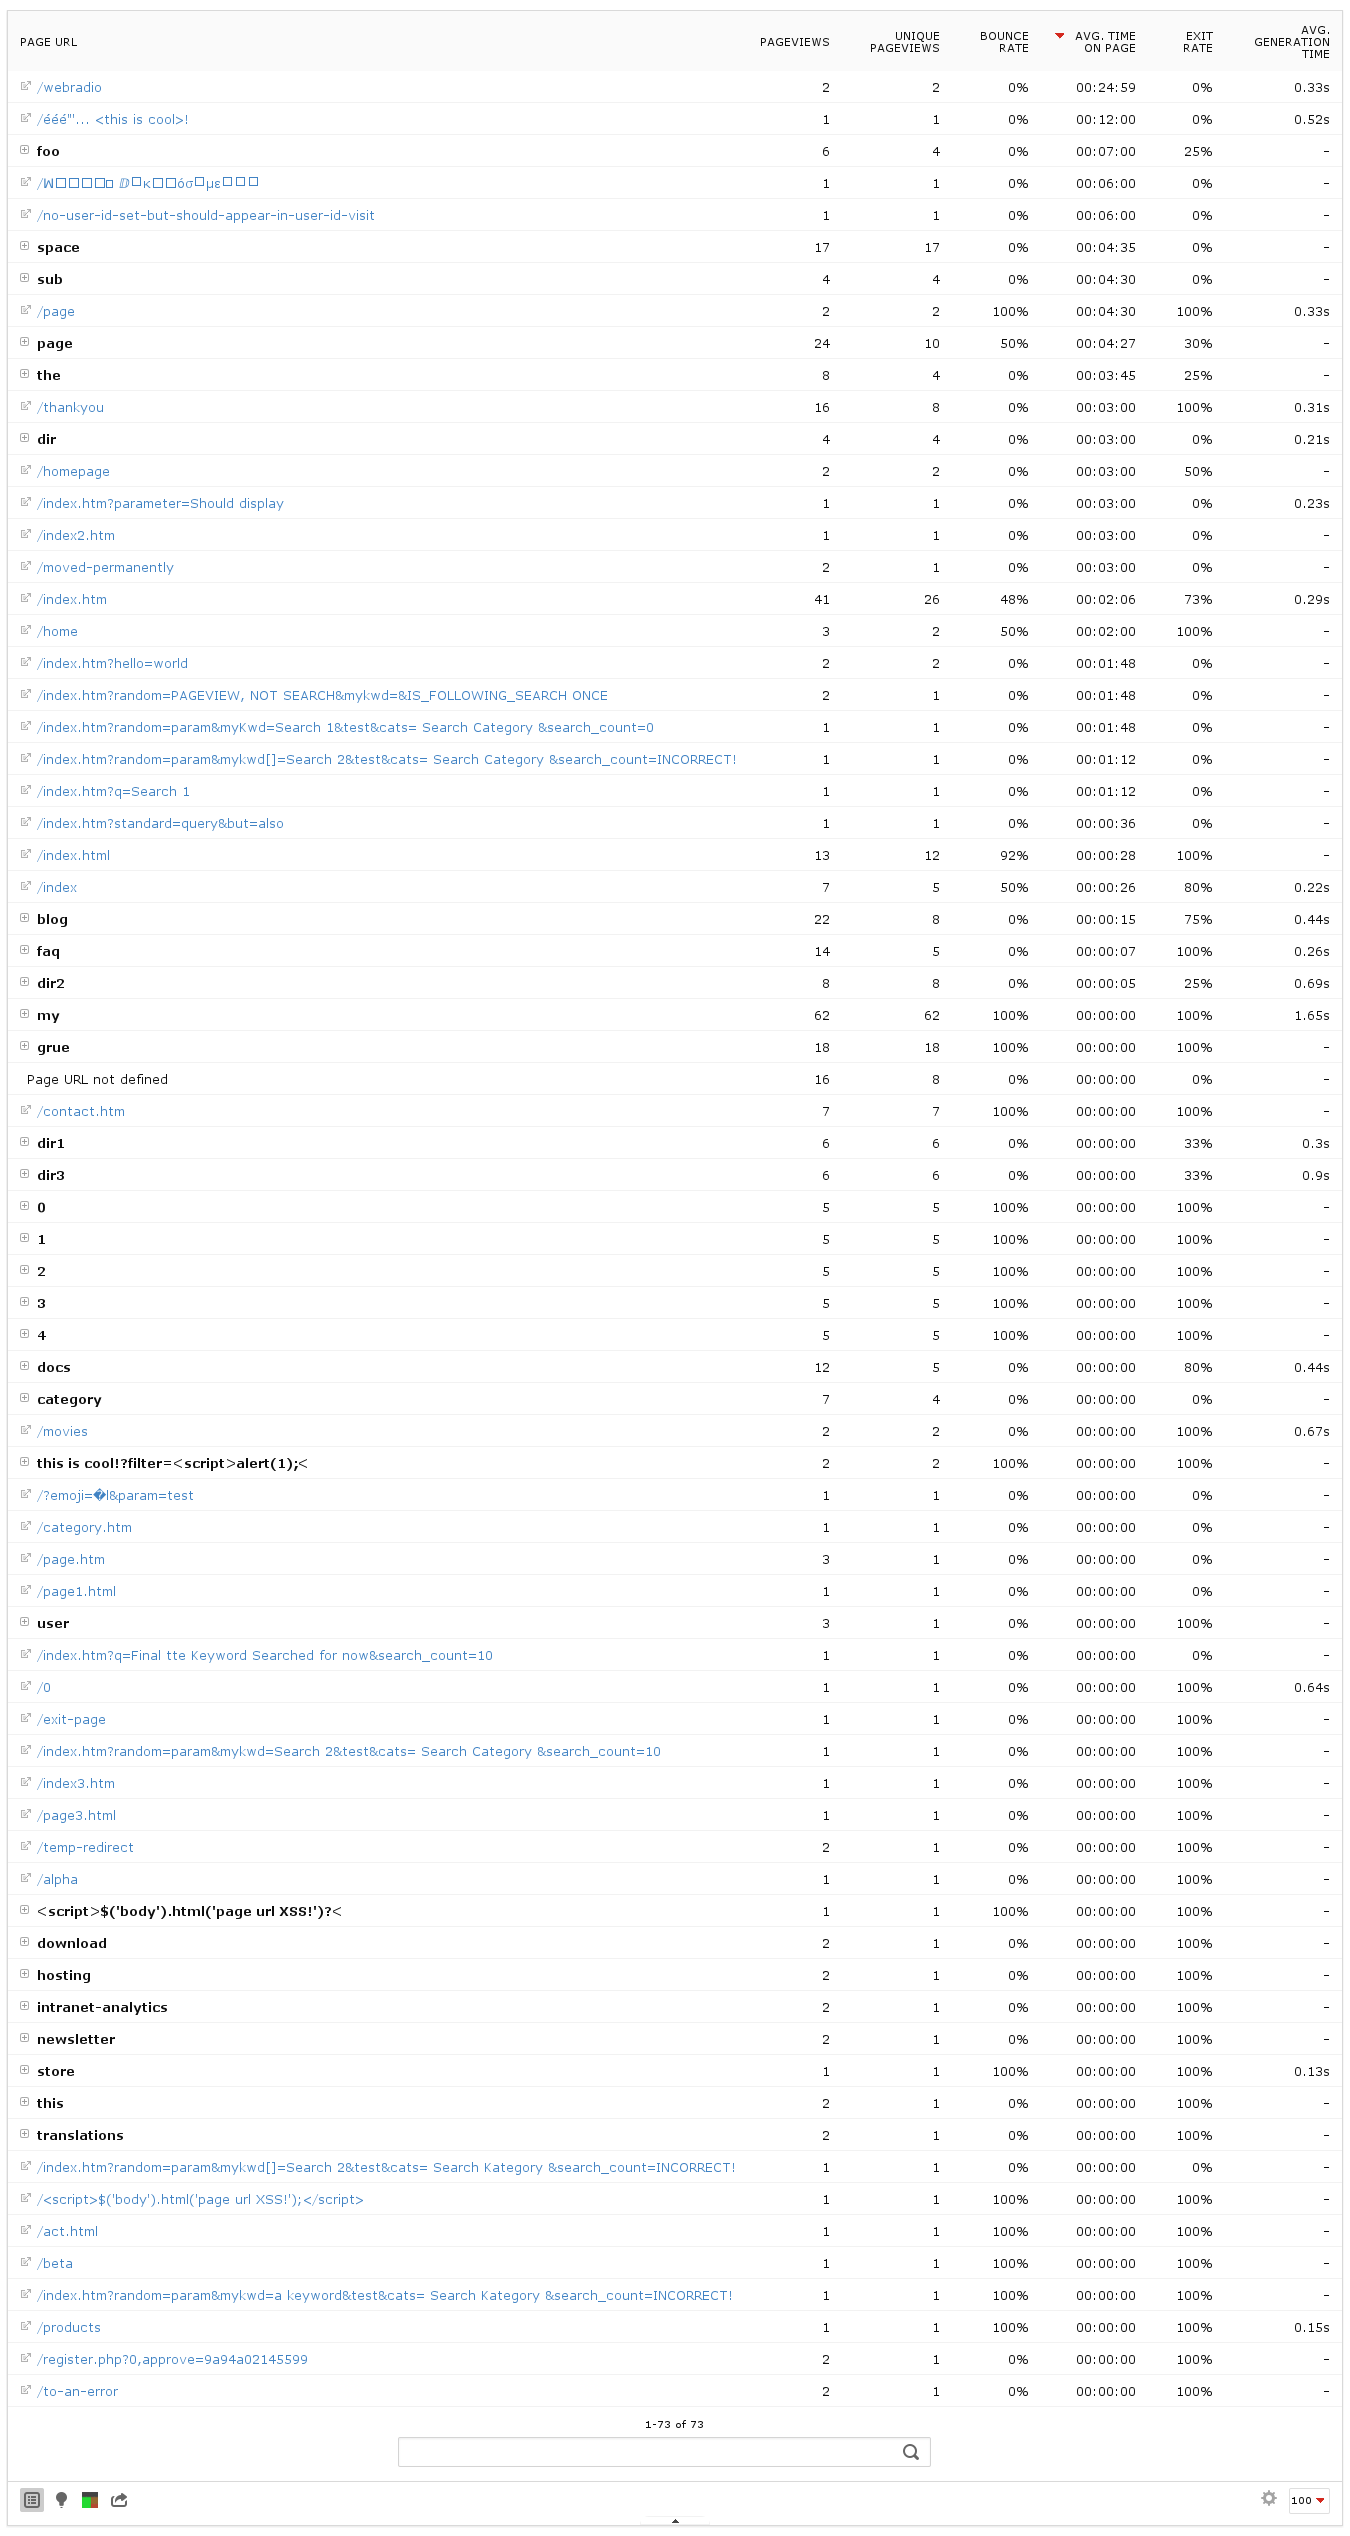 PAGE URL PAGEVIEWS UNIQUE PAGEVIEWS BOUNCE RATE AVG. TIME ON PAGE EXIT RATE AVG. GENERATION TIME
/webradio 2 2 0% 00:24:59 0% 0.33s
/ééé"'... <this is cool>! 1 1 0% 00:12:00 0% 0.52s
foo 6 4 0% 00:07:00 25% -
1 1 0% 00:06:00 0% -
/no-user-id-set-but-should-appear-in-user-id-visit 1 1 0% 00:06:00 0% -
space 17 17 0% 00:04:35 0% -
sub 4 4 0% 00:04:30 0% -
/page 2 2 100% 00:04:30 100% 0.33s
page 24 10 50% 00:04:27 30% -
the 8 4 0% 00:03:45 25% -
/thankyou 16 8 0% 00:03:00 100% 0.31s
dir 4 4 0% 00:03:00 0% 0.21s
/homepage 2 2 0% 00:03:00 50% -
/index.htm?parameter=Should display 1 1 0% 00:03:00 0% 0.23s
/index2.htm 1 1 0% 00:03:00 0% -
/moved-permanently 2 1 0% 00:03:00 0% -
/index.htm 41 26 48% 00:02:06 73% 0.29s
/home 3 2 50% 00:02:00 100% -
/index.htm?hello=world 2 2 0% 00:01:48 0% -
/index.htm?random=PAGEVIEW, NOT SEARCH&mykwd=&IS_FOLLOWING_SEARCH ONCE 2 1 0% 00:01:48 0% -
/index.htm?random=param&myKwd=Search 1&test&cats= Search Category &search_count=0 1 1 0% 00:01:48 0% -
/index.htm?random=param&mykwd[]=Search 2&test&cats= Search Category &search_count=INCORRECT! 1 1 0% 00:01:12 0% -
/index.htm?q=Search 1 1 1 0% 00:01:12 0% -
/index.htm?standard=query&but=also 1 1 0% 00:00:36 0% -
/index.html 13 12 92% 00:00:28 100% -
/index 7 5 50% 00:00:26 80% 0.22s
blog 22 8 0% 00:00:15 75% 0.44s
faq 14 5 0% 00:00:07 100% 0.26s
dir2 8 8 0% 00:00:05 25% 0.69s
my 62 62 100% 00:00:00 100% 1.65s
grue 18 18 100% 00:00:00 100% -
Page URL not defined 16 8 0% 00:00:00 0% -
/contact.htm 7 7 100% 00:00:00 100% -
dir1 6 6 0% 00:00:00 33% 0.3s
dir3 6 6 0% 00:00:00 33% 0.9s
0 5 5 100% 00:00:00 100% -
1 5 5 100% 00:00:00 100% -
2 5 5 100% 00:00:00 100% -
3 5 5 100% 00:00:00 100% -
4 5 5 100% 00:00:00 100% -
docs 12 5 0% 00:00:00 80% 0.44s
category 7 4 0% 00:00:00 0% -
/movies 2 2 0% 00:00:00 100% 0.67s
this is cool!?filter=<script>alert(1);< 2 2 100% 00:00:00 100% -
/?emoji=�l&param=test 1 1 0% 00:00:00 0% -
/category.htm 1 1 0% 00:00:00 0% -
/page.htm 3 1 0% 00:00:00 0% -
/page1.html 1 1 0% 00:00:00 0% -
user 3 1 0% 00:00:00 100% -
/index.htm?q=Final tte Keyword Searched for now&search_count=10 1 1 0% 00:00:00 0% -
/0 1 1 0% 00:00:00 100% 0.64s
/exit-page 1 1 0% 00:00:00 100% -
/index.htm?random=param&mykwd=Search 2&test&cats= Search Category &search_count=10 1 1 0% 00:00:00 100% -
/index3.htm 1 1 0% 00:00:00 100% -
/page3.html 1 1 0% 00:00:00 100% -
/temp-redirect 2 1 0% 00:00:00 100% -
/alpha 1 1 0% 00:00:00 100% -
<script>$('body').html('page url XSS!')?< 1 1 100% 00:00:00 100% -
download 2 1 0% 00:00:00 100% -
hosting 2 1 0% 00:00:00 100% -
intranet-analytics 2 1 0% 00:00:00 100% -
newsletter 2 1 0% 00:00:00 100% -
store 1 1 100% 00:00:00 100% 0.13s
this 2 1 0% 00:00:00 100% -
translations 2 1 0% 00:00:00 100% -
/index.htm?random=param&mykwd[]=Search 2&test&cats= Search Kategory &search_count=INCORRECT! 1 1 0% 00:00:00 0% -
/<script>$('body').html('page url XSS!');</script> 1 1 100% 00:00:00 100% -
/act.html 1 1 100% 00:00:00 100% -
/beta 1 1 100% 00:00:00 100% -
/index.htm?random=param&mykwd=a keyword&test&cats= Search Kategory &search_count=INCORRECT! 1 1 100% 00:00:00 100% -
/products 1 1 100% 00:00:00 100% 0.15s
/register.php?0,approve=9a94a02145599 2 1 0% 00:00:00 100% -
/to-an-error 2 1 0% 00:00:00 100% -
1-73 of 73
100